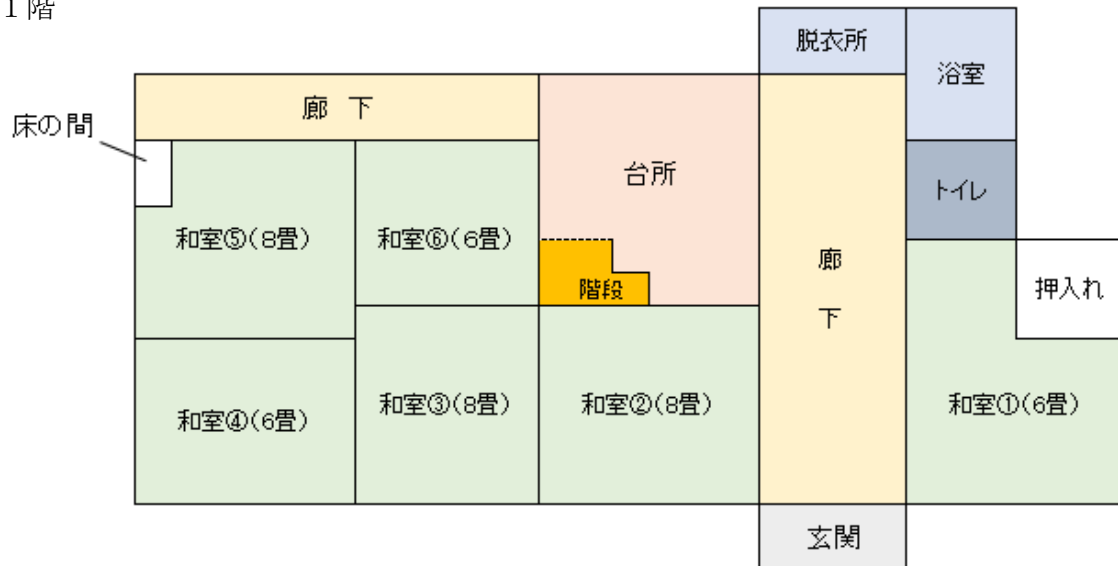 1階
脱衣所
浴室
廊 下
床の間
台所
トイレ
和室⑤(8畳)
和室⑥(6畳)
廊
下
階段
押入れ
和室④(6畳)
和室③(8畳)
和室②(8畳)
和室①(6畳)
玄関